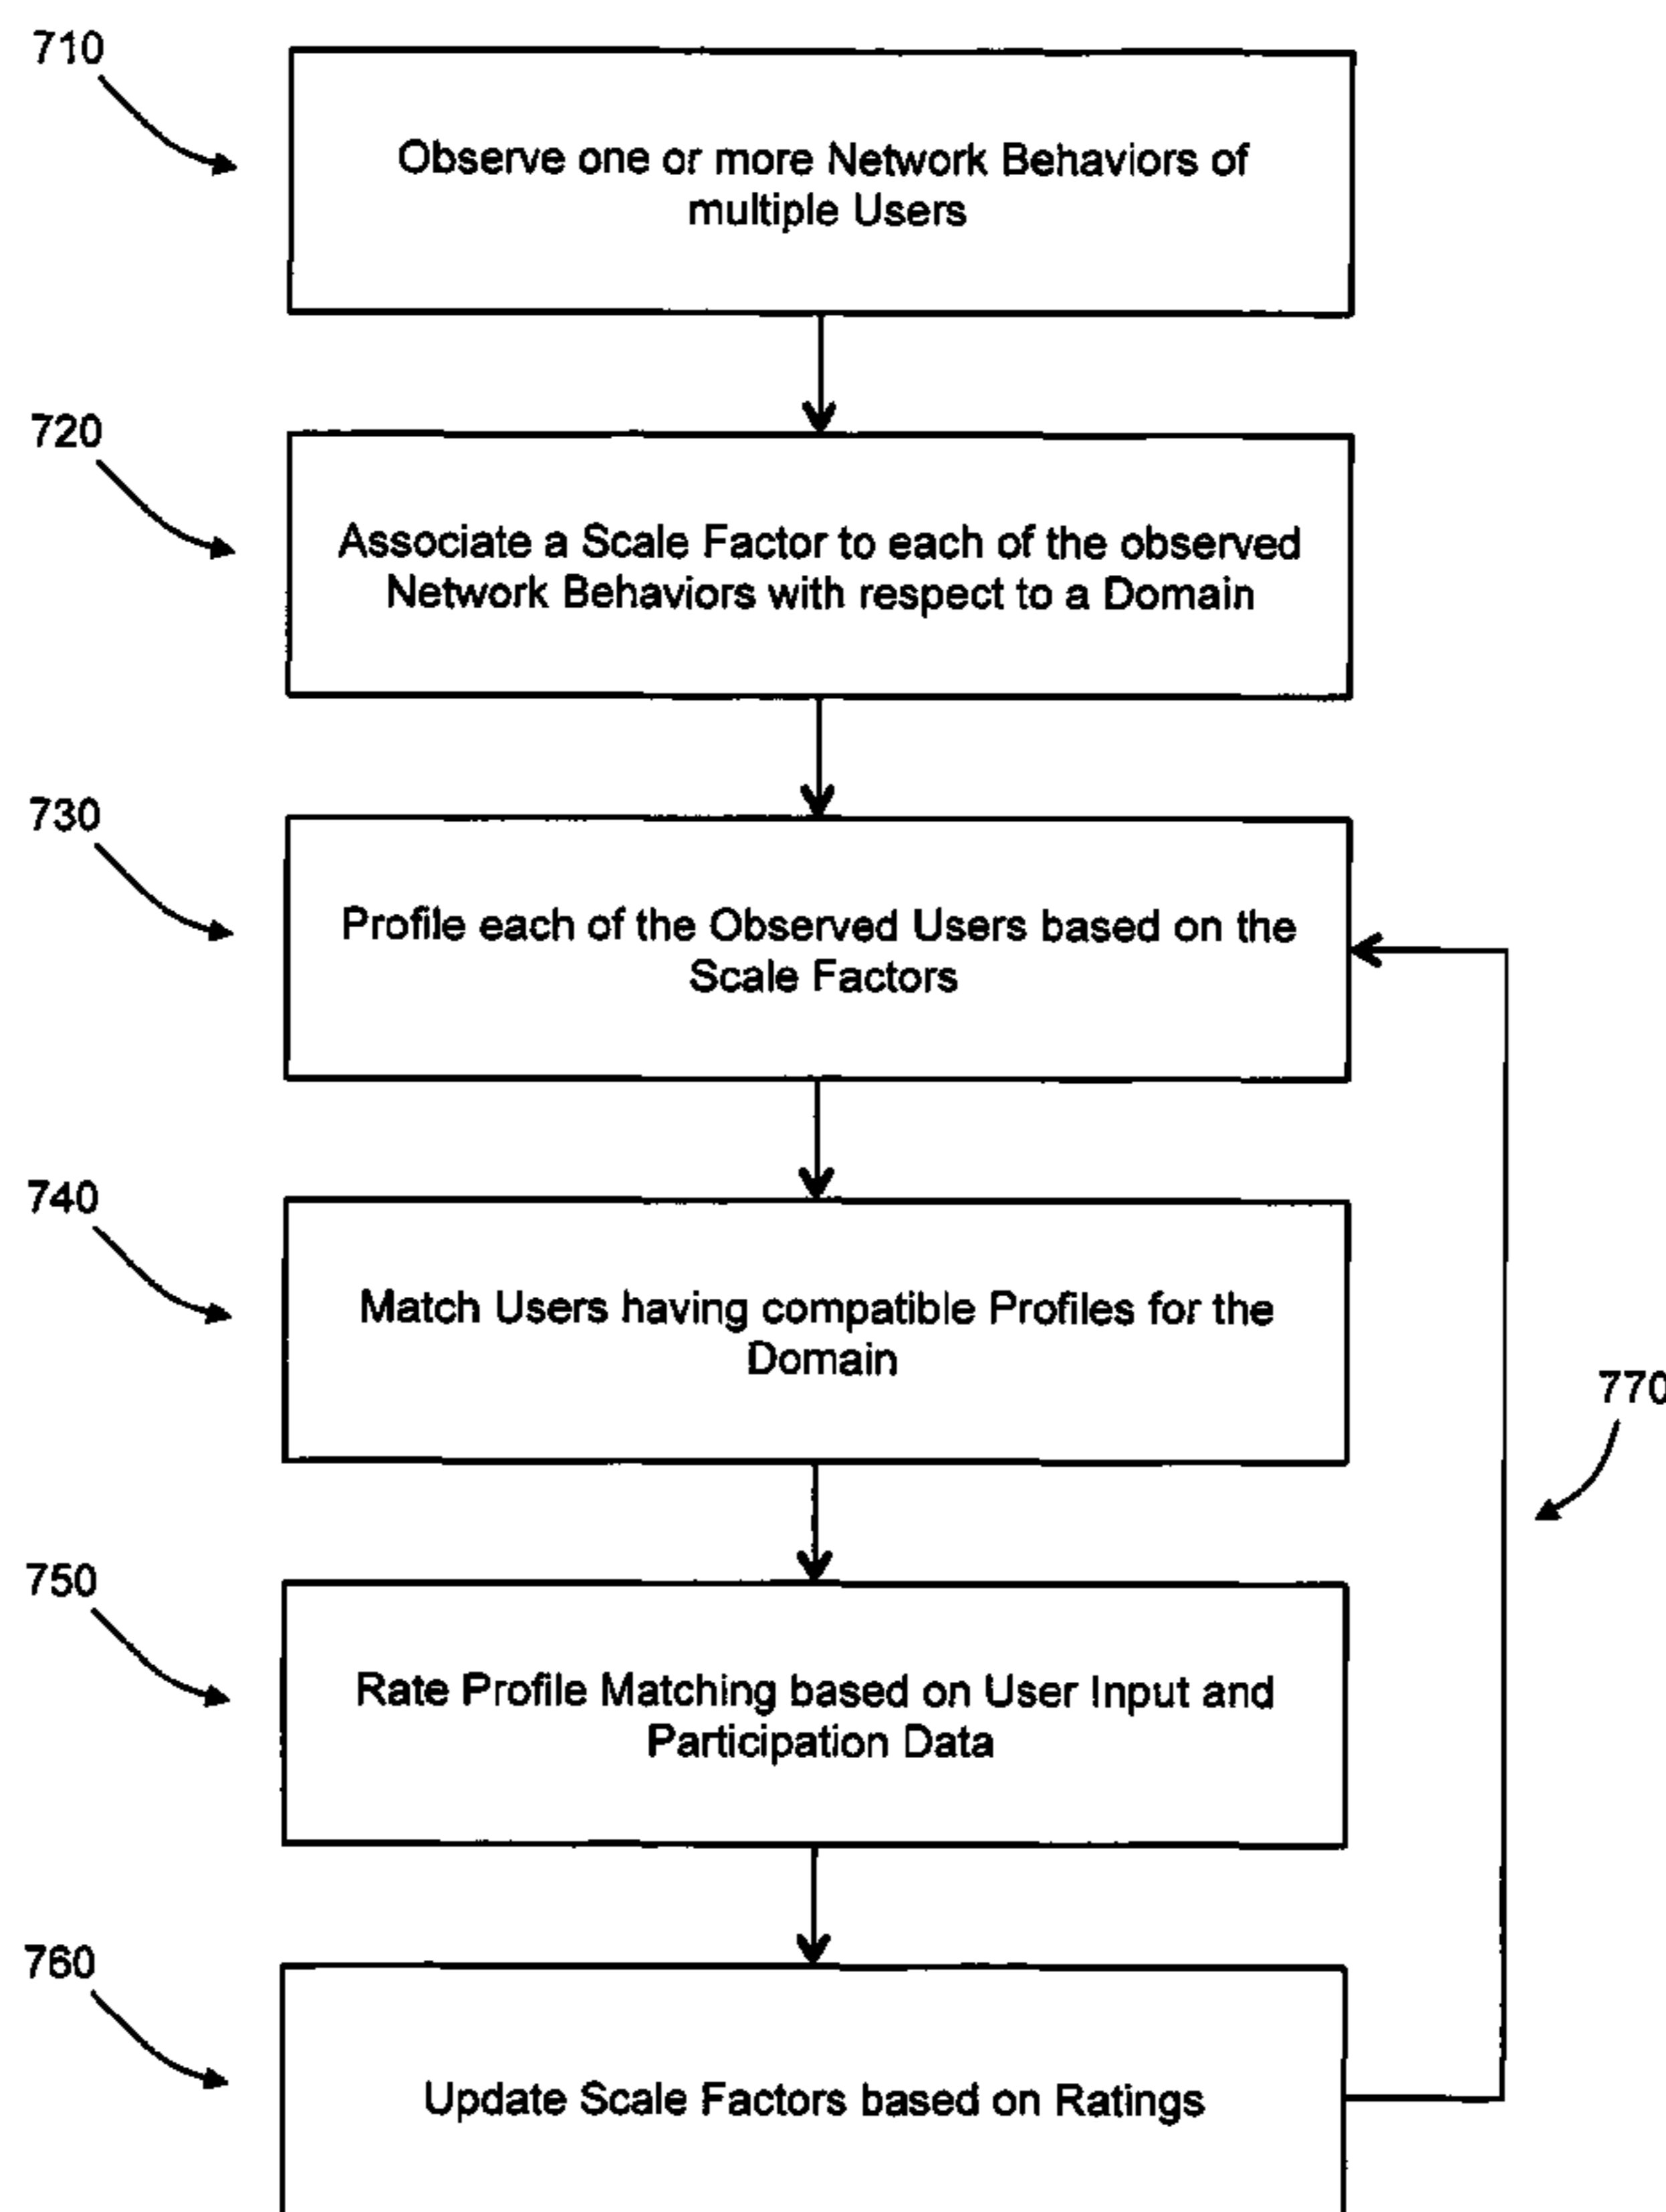 710
Observe one or more Network Behaviors of
multiple Users
720
Associate a Scale Factor to each of the observed
Network Behaviors with respect to a Domain
730
Profile each of the Observed Users based on the
Scale Factors
740
Match Users having compatible Profiles for the
Domain
770
750
Rate Profile Matching based on User Input and
Participation Data
760
Update Scale Factors based on Ratings